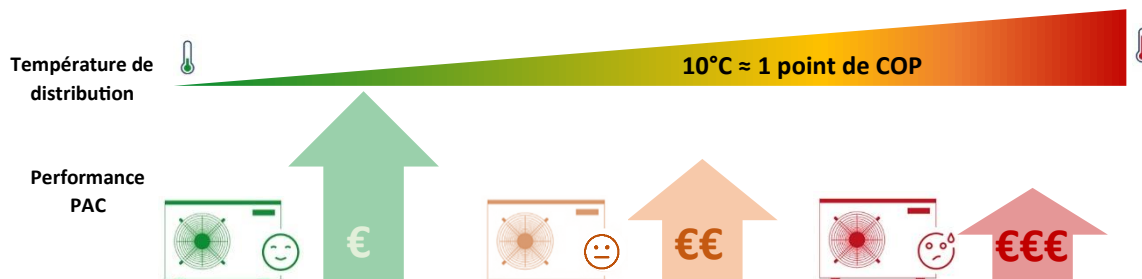 Température de
distribution
10°C ≈ 1 point de COP
Performance
PAC
€
€€
€€€